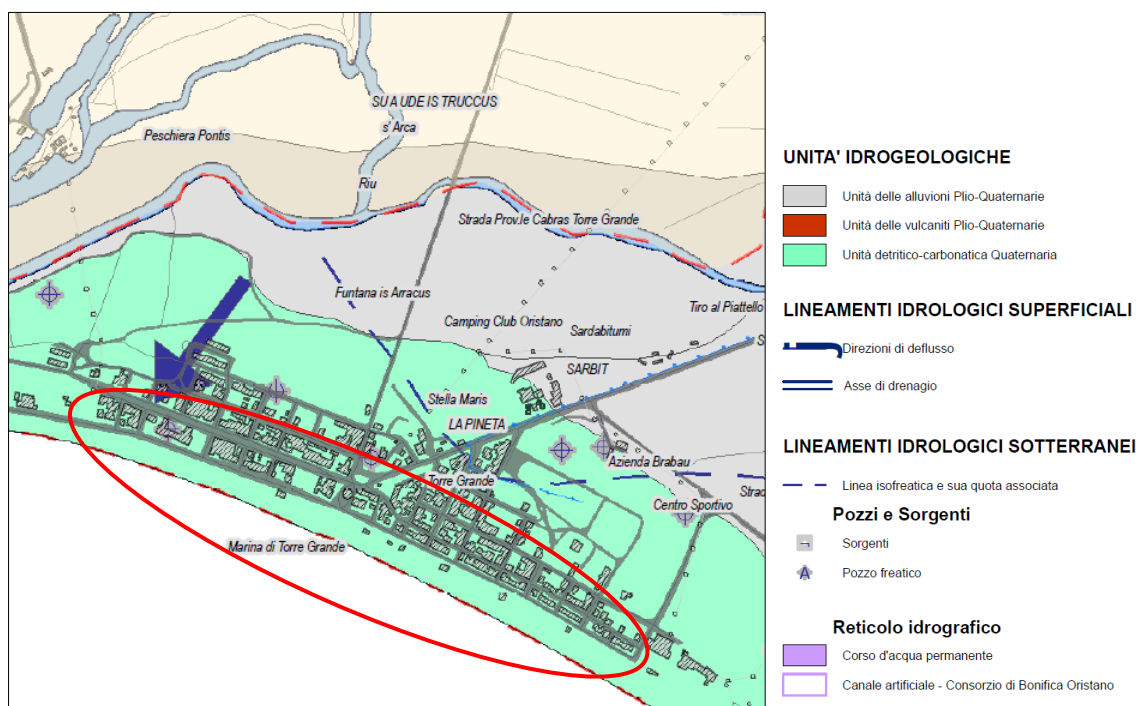 SU A UDE IS TRUCCUS
s' Arca
Peschiera Pontis
Riu
Strada Prov.le Cabras Torre Grande
Funtana is Arracus
Tiro al Piattello
Camping Club Oristano
Sardabitumi
S
SARBIT
Stella Maris
LA PINETA
Azienda Brabau
Torre Grande
Strad
Centro Sportivo
Marina di Torre Grande
UNITA' IDROGEOLOGICHE
Unità delle alluvioni Plio-Quaternarie
Unità delle vulcaniti Plio-Quaternarie
Unità detritico-carbonatica Quaternaria
LINEAMENTI IDROLOGICI SUPERFICIALI
Direzioni di deflusso
Asse di drenagio
LINEAMENTI IDROLOGICI SOTTERRANEI
Linea isofreatica e sua quota associata
Pozzi e Sorgenti
Sorgenti
Pozzo freatico
Reticolo idrografico
Corso d'acqua permanente
Canale artificiale - Consorzio di Bonifica Oristano